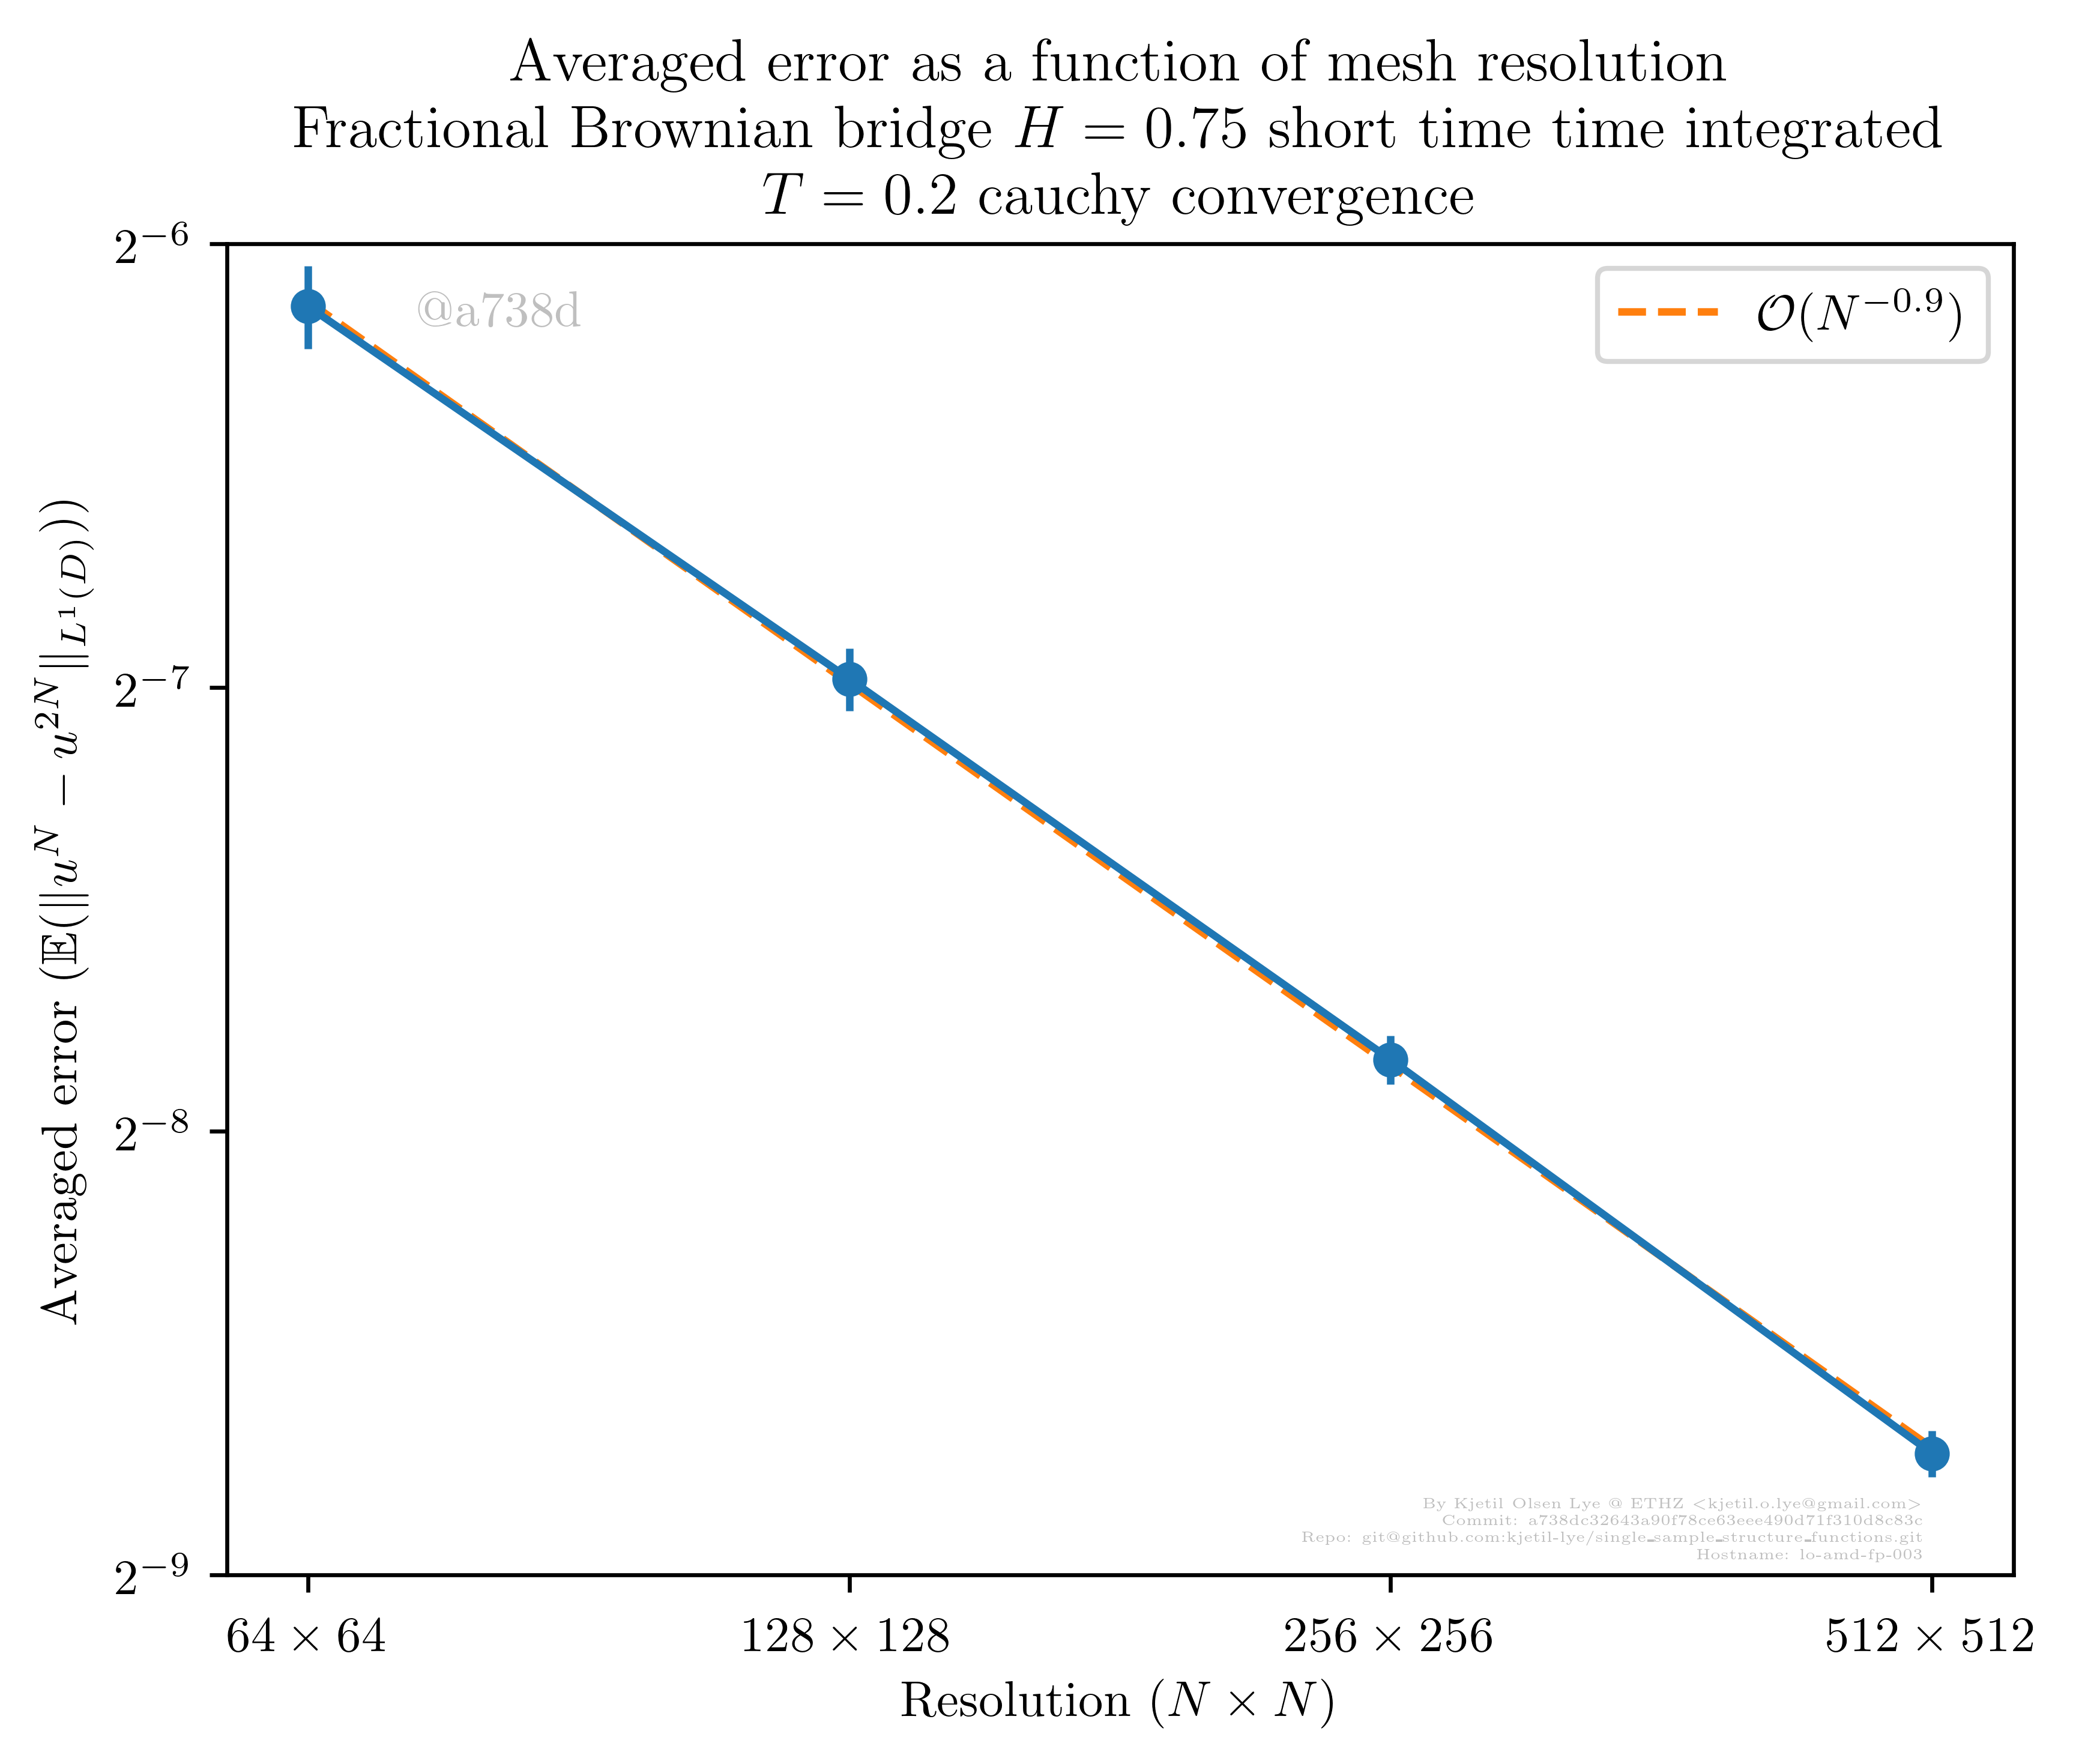 Averaged error as a function of mesh resolution
Fractional Brownian bridge H = 0.75 short time time integrated
T = 0.2 cauchy convergence
2⁻⁶
@a738d
O(N⁻⁰·⁹)
2⁻⁷
2⁻⁸
2⁻⁹
Averaged error (𝔼(||u^N − u^{2N}||_{L¹(D)}))
By Kjetil Olsen Lye @ ETHZ <kjetil.o.lye@gmail.com>
Commit: a738dc32643a90f78ce63eee490d71f310d8c83c
Repo: git@github.com:kjetil-lye/single_sample_structure_functions.git
Hostname: lo-amd-fp-003
64 × 64
128 × 128
256 × 256
512 × 512
Resolution (N × N)